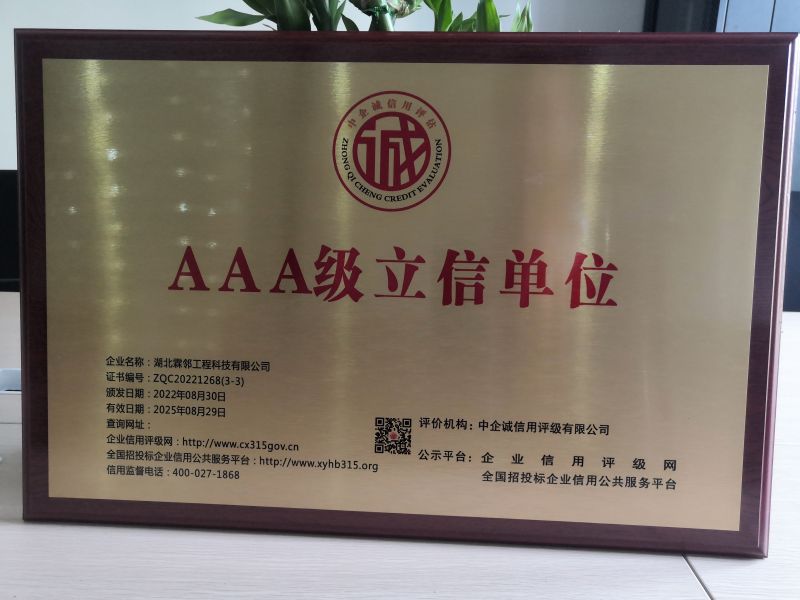 中企诚信用评估
诚
ZHONG QI CHENG CREDIT EVALUATION
AAA级立信单位
企业名称：湖北霖邻工程科技有限公司
证书编号：ZQC20221268(3-3)
颁发日期：2022年08月30日
有效日期：2025年08月29日
查询网址：
企业信用评级网：http://www.cx315gov.cn
全国招投标企业信用公共服务平台：http://www.xyhb315.org
信用监督电话：400-027-1868
评价机构：中企诚信用评级有限公司
公示平台：企业信用评级网
全国招投标企业信用公共服务平台